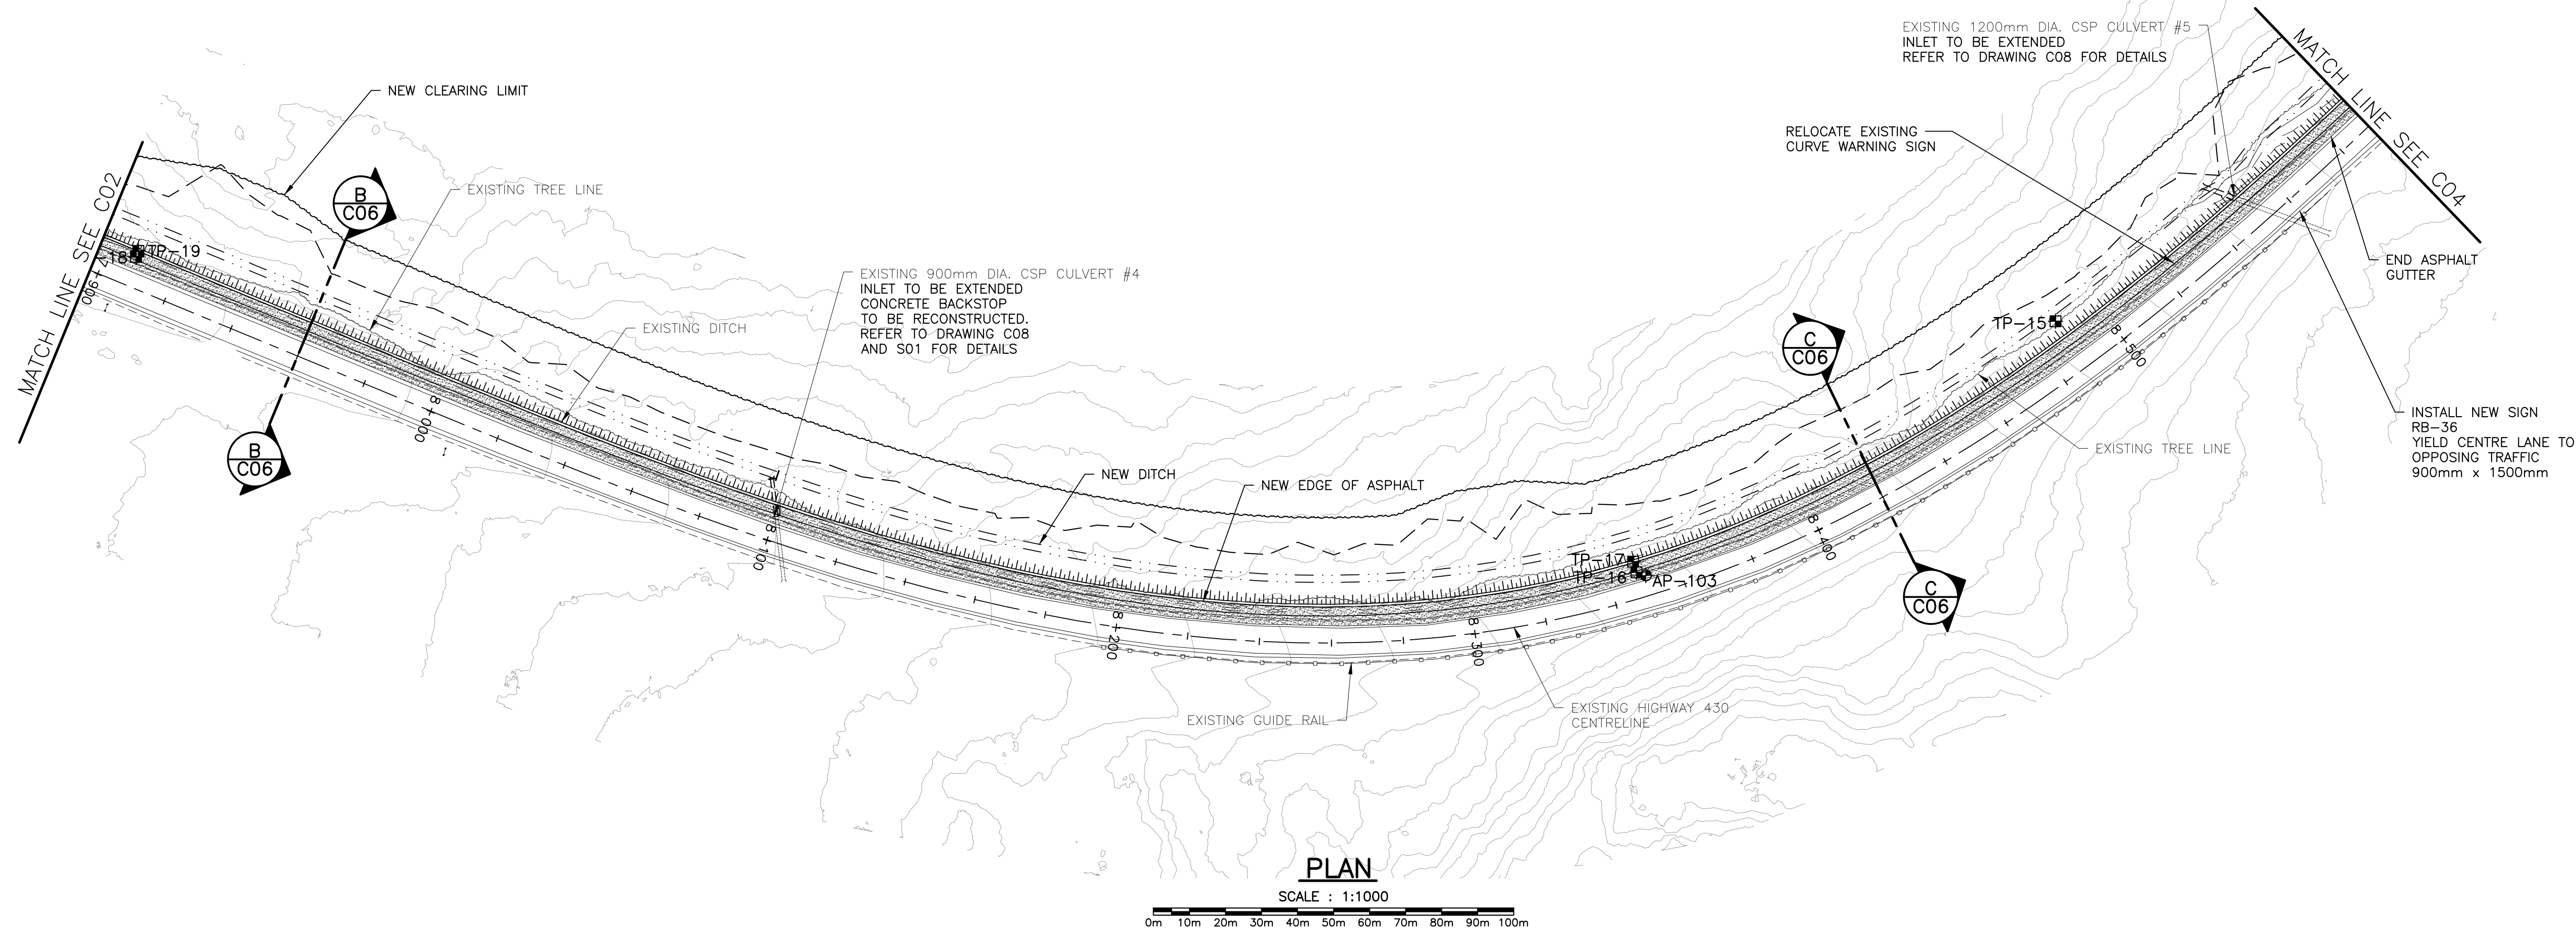 EXISTING 1200mm DIA. CSP CULVERT #5
INLET TO BE EXTENDED
REFER TO DRAWING C08 FOR DETAILS
MATCH LINE SEE C04
NEW CLEARING LIMIT
RELOCATE EXISTING
CURVE WARNING SIGN
B
C06
EXISTING TREE LINE
MATCH LINE SEE C02
TP-19
END ASPHALT
GUTTER
EXISTING 900mm DIA. CSP CULVERT #4
INLET TO BE EXTENDED
CONCRETE BACKSTOP
TO BE RECONSTRUCTED.
REFER TO DRAWING C08
AND S01 FOR DETAILS
EXISTING DITCH
TP-15
C
C06
8+500
INSTALL NEW SIGN
RB-36
YIELD CENTRE LANE TO
OPPOSING TRAFFIC
900mm x 1500mm
8+000
B
C06
EXISTING TREE LINE
NEW DITCH
NEW EDGE OF ASPHALT
8+100
8+400
TP-17
TP-16
AP-103
C
C06
8+200
8+300
EXISTING GUIDE RAIL
EXISTING HIGHWAY 430
CENTRELINE
PLAN
SCALE : 1:1000
0m 10m 20m 30m 40m 50m 60m 70m 80m 90m 100m